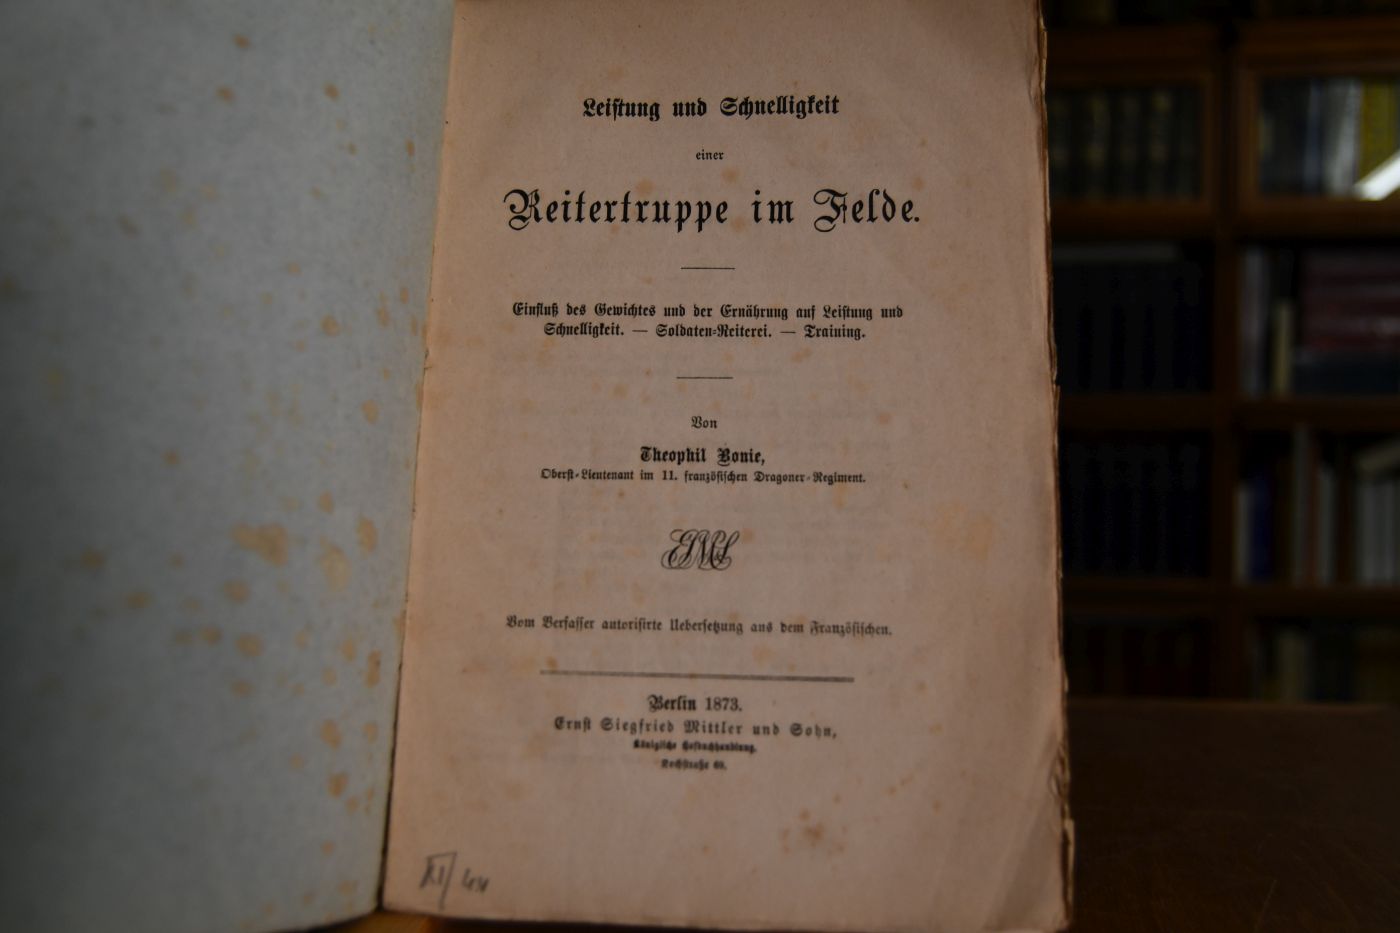 Leistung und Schnelligkeit
einer
Reitertruppe im Felde.
Einfluß des Gewichtes und der Ernährung auf Leistung und
Schnelligkeit. — Soldaten-Reiterei. — Training.
Von
Theophil Bonie,
Oberst-Lieutenant im 11. französischen Dragoner-Regiment.
Vom Verfasser autorisirte Uebersetzung aus dem Französischen.
Berlin 1873.
Ernst Siegfried Mittler und Sohn,
Königliche Hofbuchhandlung.
Kochstraße 69.